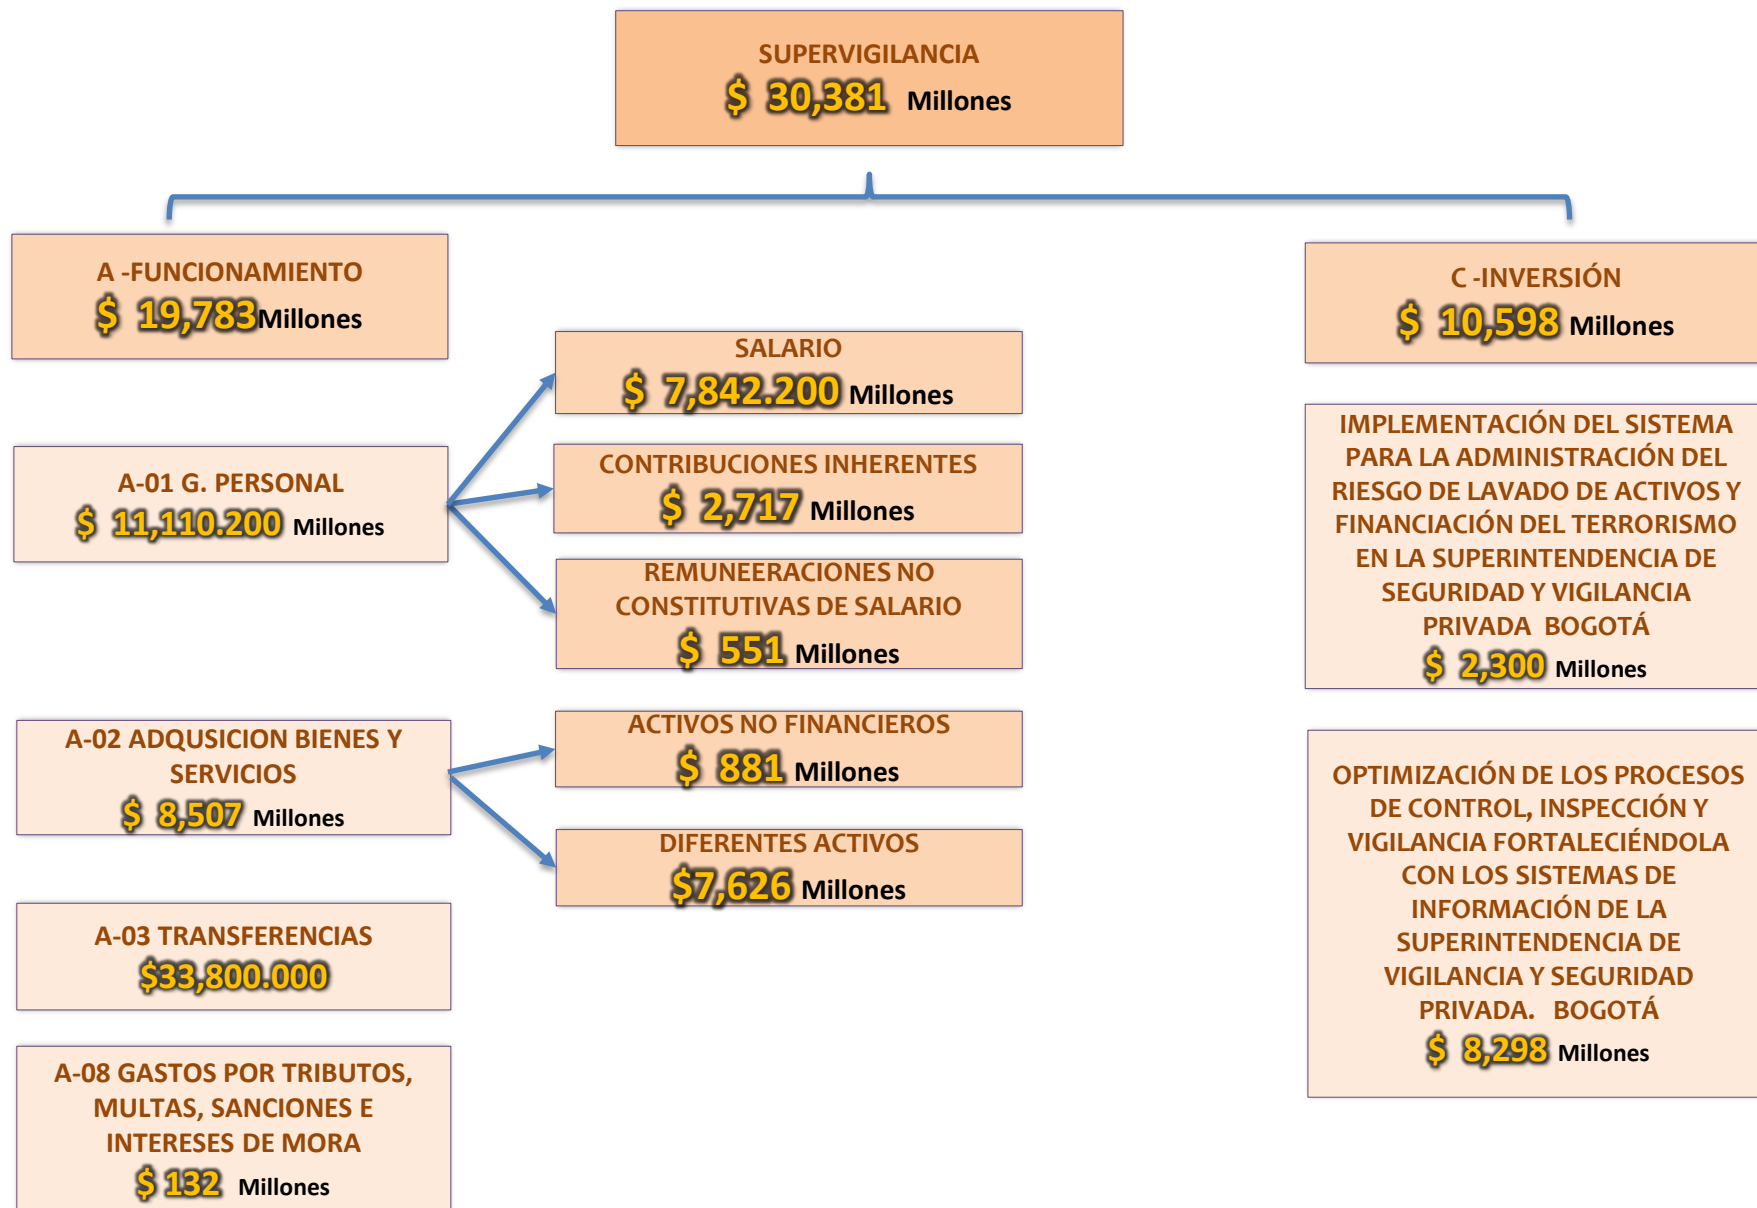 SUPERVIGILANCIA
$ 30,381 Millones
A -FUNCIONAMIENTO
$ 19,783Millones
A-01 G. PERSONAL
$ 11,110.200 Millones
SALARIO
$ 7,842.200 Millones
CONTRIBUCIONES INHERENTES
$ 2,717 Millones
REMUNEERACIONES NO
CONSTITUTIVAS DE SALARIO
$ 551 Millones
A-02 ADQUSICION BIENES Y
SERVICIOS
$ 8,507 Millones
ACTIVOS NO FINANCIEROS
$ 881 Millones
DIFERENTES ACTIVOS
$7,626 Millones
A-03 TRANSFERENCIAS
$33,800.000
A-08 GASTOS POR TRIBUTOS,
MULTAS, SANCIONES E
INTERESES DE MORA
$ 132 Millones
C -INVERSIÓN
$ 10,598 Millones
IMPLEMENTACIÓN DEL SISTEMA
PARA LA ADMINISTRACIÓN DEL
RIESGO DE LAVADO DE ACTIVOS Y
FINANCIACIÓN DEL TERRORISMO
EN LA SUPERINTENDENCIA DE
SEGURIDAD Y VIGILANCIA
PRIVADA BOGOTÁ
$ 2,300 Millones
OPTIMIZACIÓN DE LOS PROCESOS
DE CONTROL, INSPECCIÓN Y
VIGILANCIA FORTALECIÉNDOLA
CON LOS SISTEMAS DE
INFORMACIÓN DE LA
SUPERINTENDENCIA DE
VIGILANCIA Y SEGURIDAD
PRIVADA. BOGOTÁ
$ 8,298 Millones